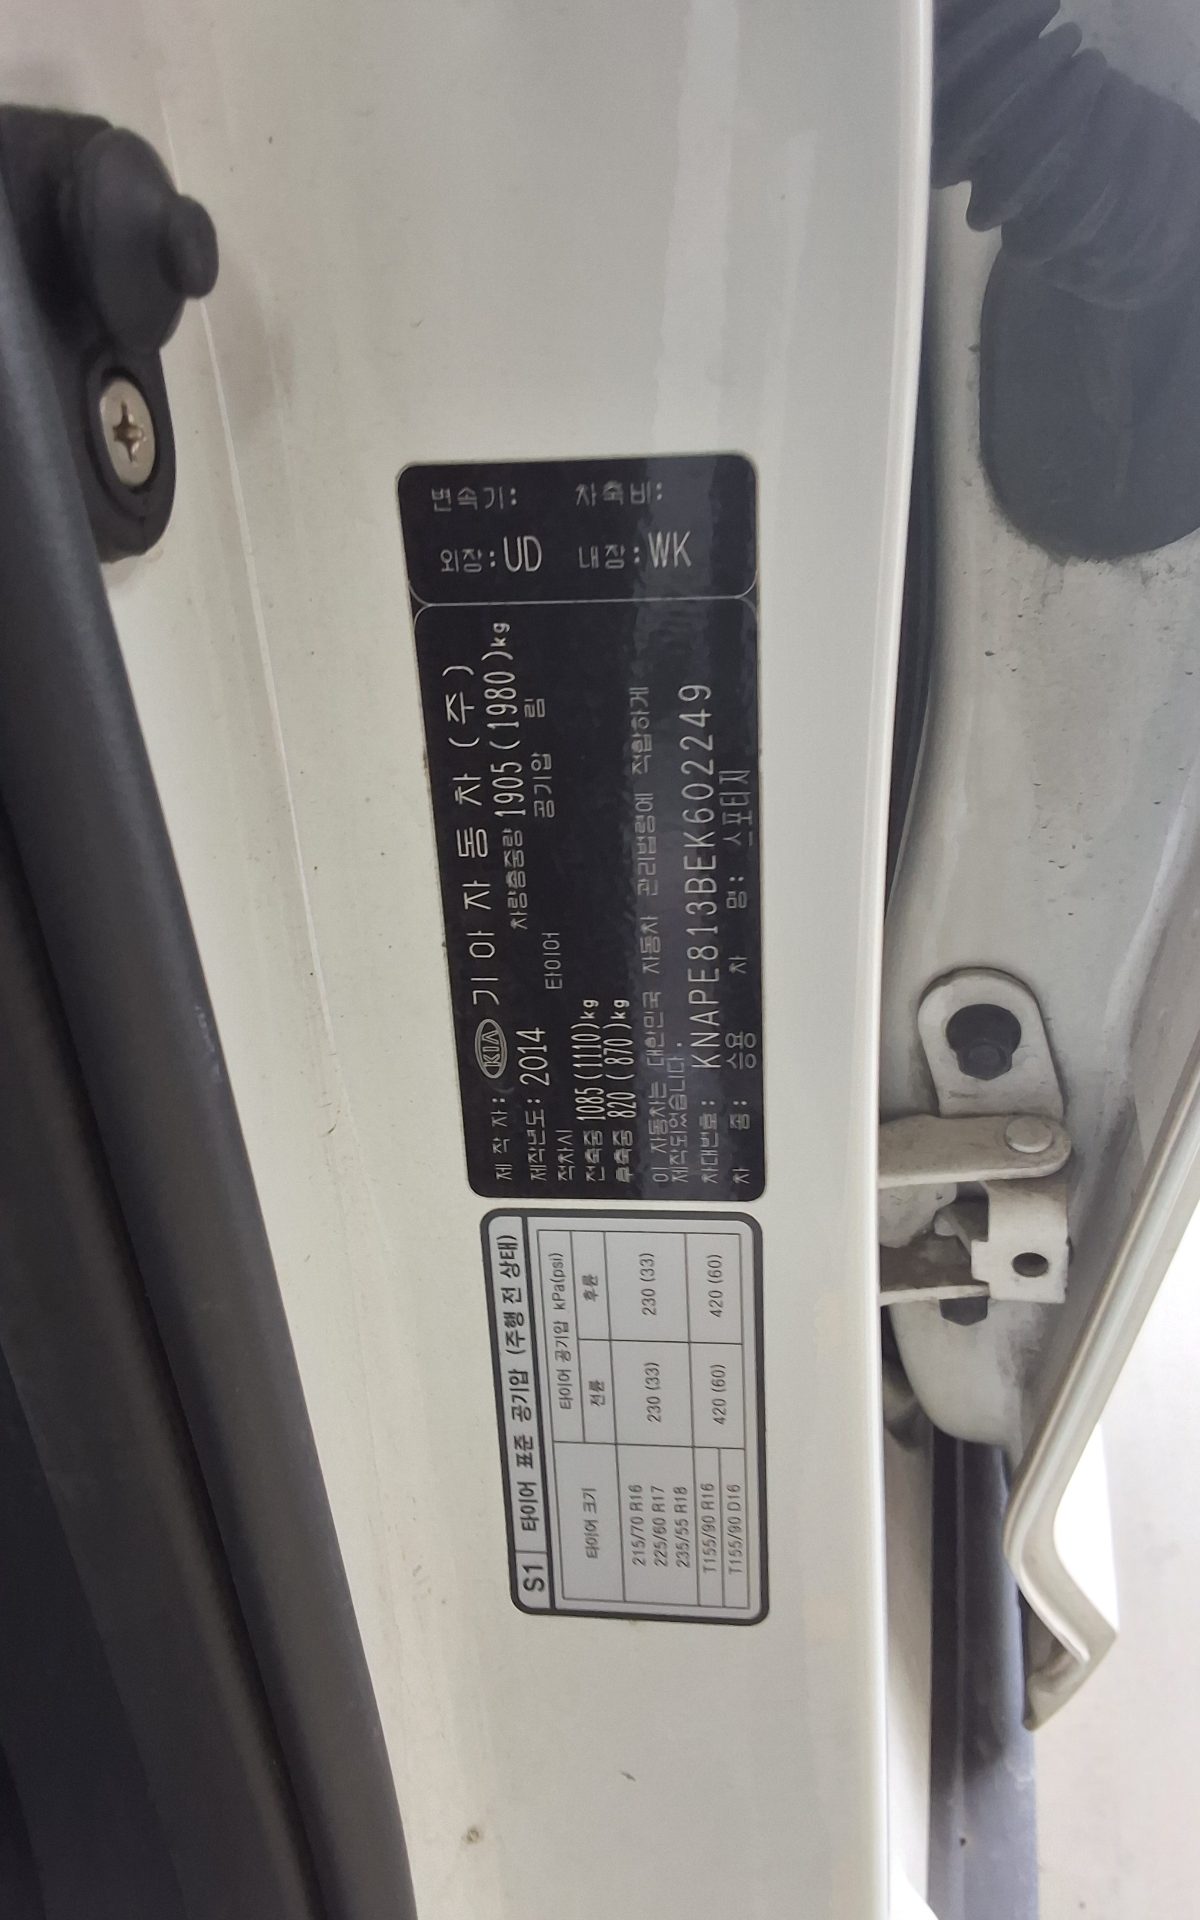 제 작 자 : KIA 기 아 자 동 차 ( 주 )
제작년도 : 2014 차량총중량 1905 (1980)kg
적차시 타이어 공기압 림
전축중 1085 (1110)kg
후축중 820 ( 870 )kg
이 자동차는 대한민국 자동차 관리법령에 적합하게
제작되었습니다.
차대번호 : KNAPE813BEK602249
차 종 : 승용 차 명 : 스포티지
변속기 : 외장 : UD
차축비 : 내장 : WK
S1 타이어 표준 공기압 (주행 전 상태)
타이어 크기 타이어 공기압 kPa(psi)
전륜 후륜
215/70 R16
225/60 R17 230 (33) 230 (33)
235/55 R18
T155/90 R16 420 (60) 420 (60)
T155/90 D16